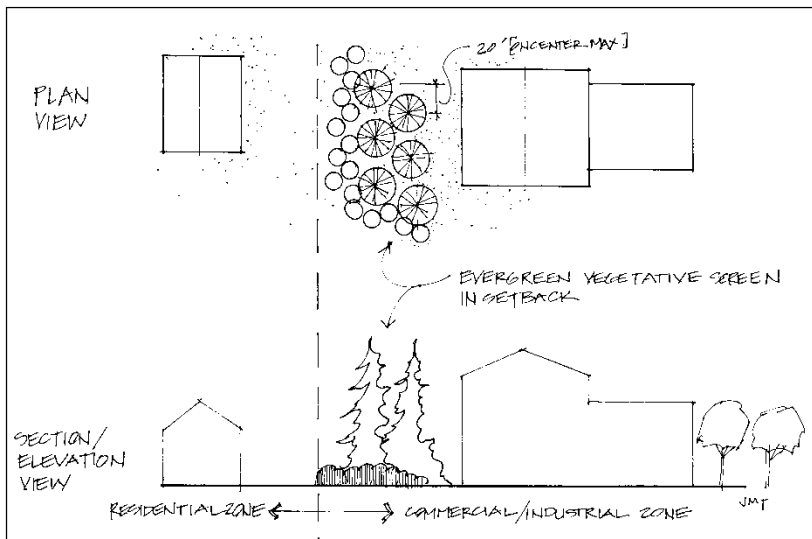 20' [ON CENTER MAX]
PLAN
VIEW
EVERGREEN VEGETATIVE SCREEN
IN SETBACK
SECTION/
ELEVATION
VIEW
RESIDENTIAL ZONE
COMMERCIAL/INDUSTRIAL ZONE
JMT